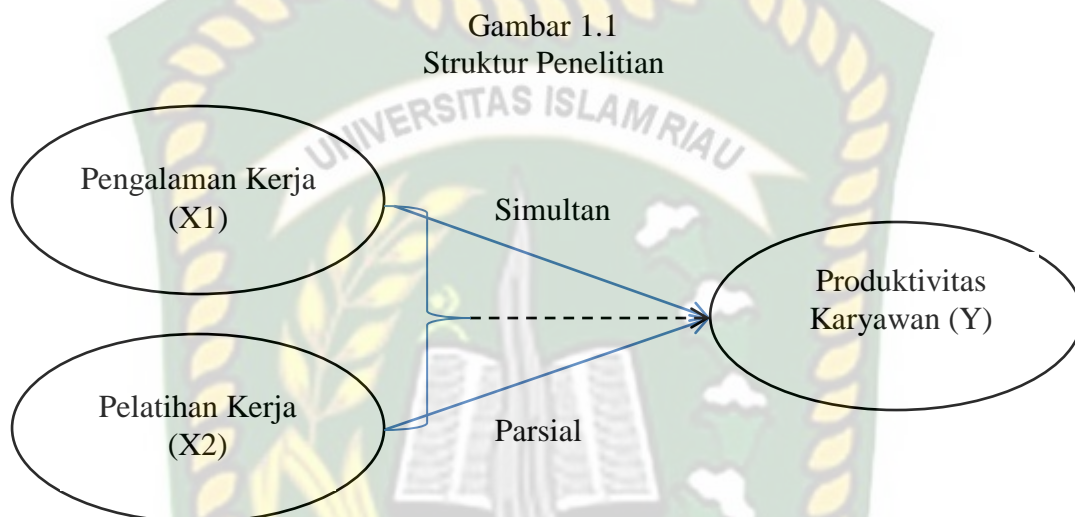 Gambar 1.1
Struktur Penelitian
UNIVERSITAS ISLAM RIAU
Pengalaman Kerja
(X1)
Simultan
Produktivitas
Karyawan (Y)
Pelatihan Kerja
(X2)
Parsial